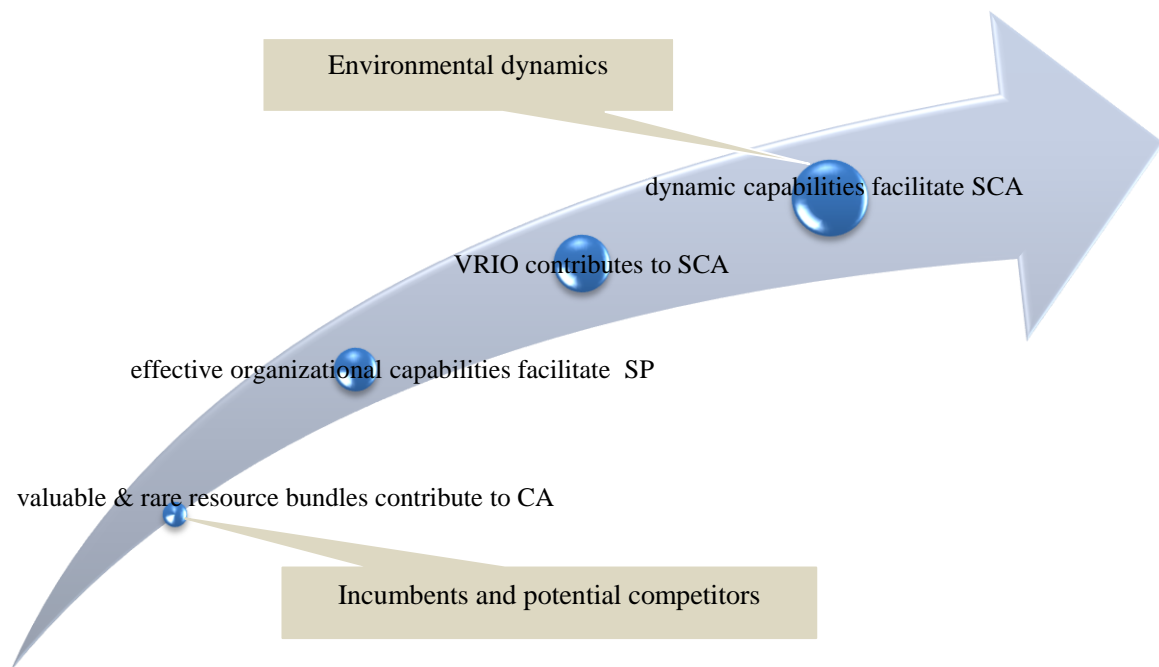 Environmental dynamics
dynamic capabilities facilitate SCA
VRIO contributes to SCA
effective organizational capabilities facilitate  SP
valuable & rare resource bundles contribute to CA
Incumbents and potential competitors